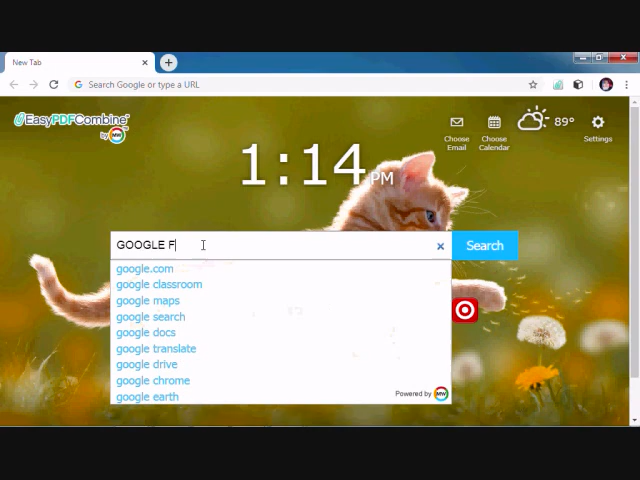 New Tab
Search Google or type a URL
EasyPDFCombine™
by MW
Choose Email
Choose Calendar
89°
Settings
1:14 PM
GOOGLE F
Search
google.com
google classroom
google maps
google search
google docs
google translate
google drive
google chrome
google earth
Powered by MW